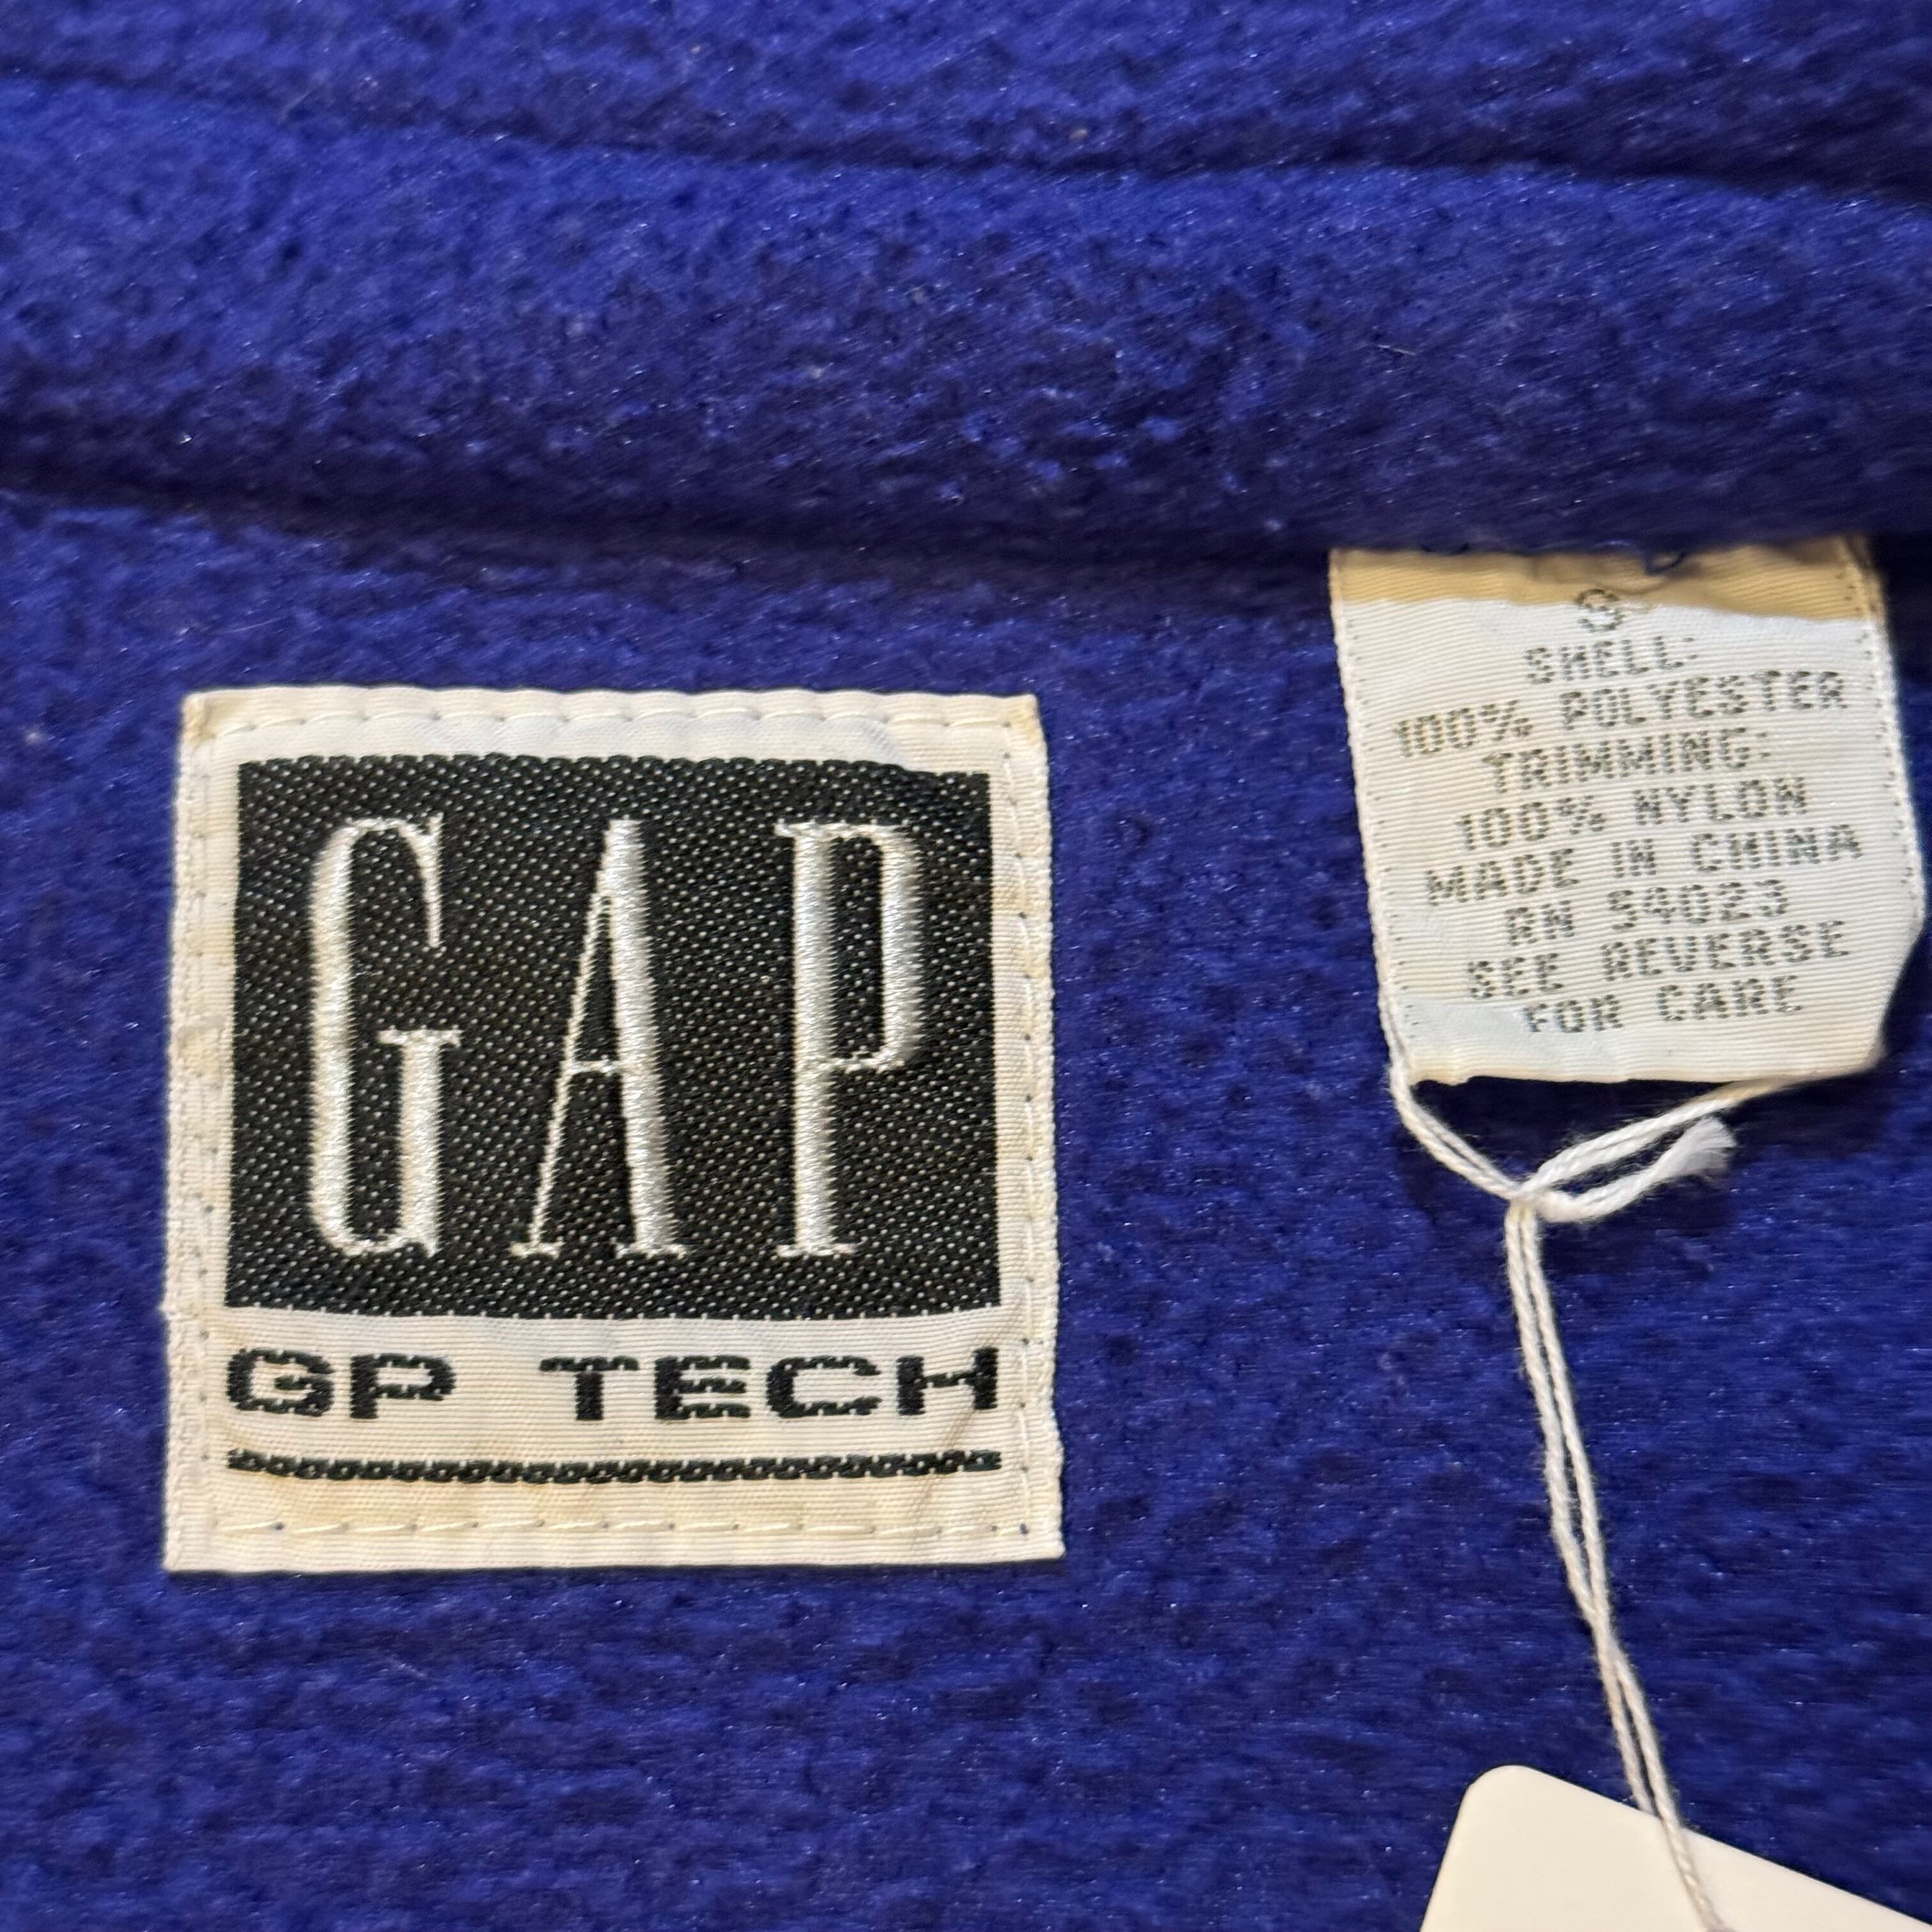 GAP
GP TECH
S
SHELL:
100% POLYESTER
TRIMMING:
100% NYLON
MADE IN CHINA
RN 54023
SEE REVERSE
FOR CARE